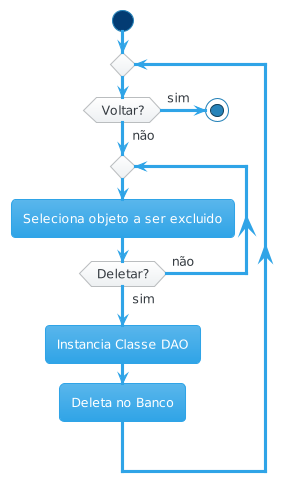 sim
Voltar?
não
Seleciona objeto a ser excluido
não
Deletar?
sim
Instancia Classe DAO
Deleta no Banco